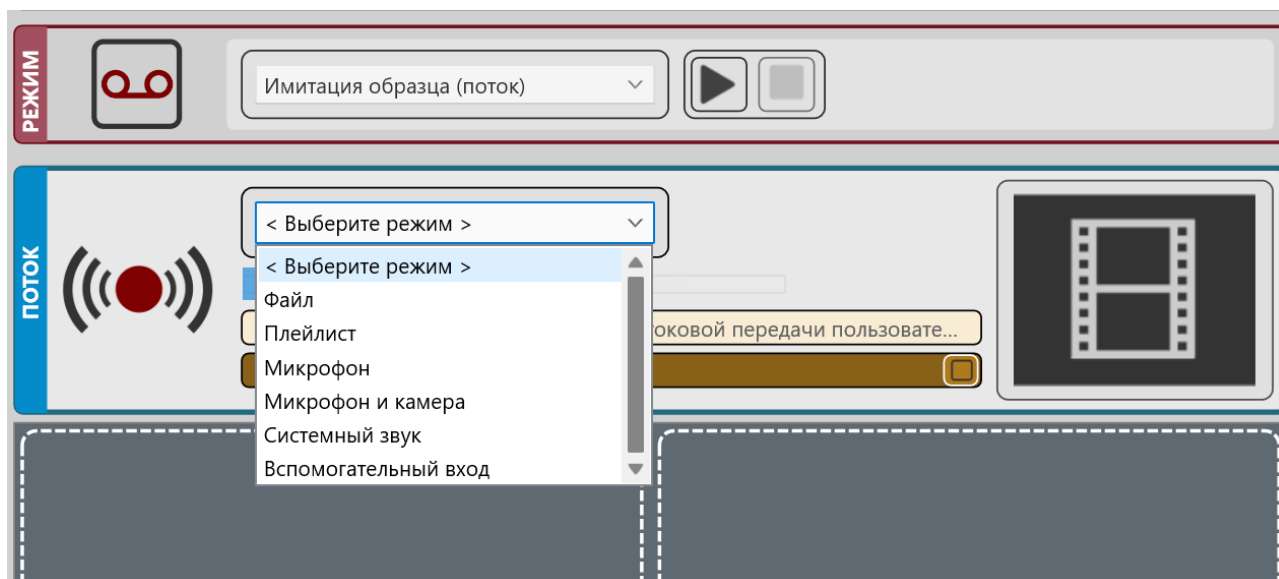 РЕЖИМ
Имитация образца (поток)
ПОТОК
< Выберите режим >
< Выберите режим >
Файл
Плейлист
Микрофон
Микрофон и камера
Системный звук
Вспомогательный вход
передачи пользовате...